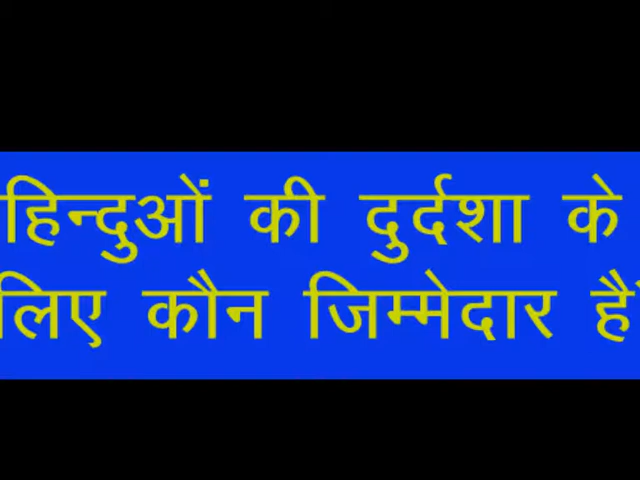 हिन्दुओं की दुर्दशा के
लिए कौन जिम्मेदार हैं